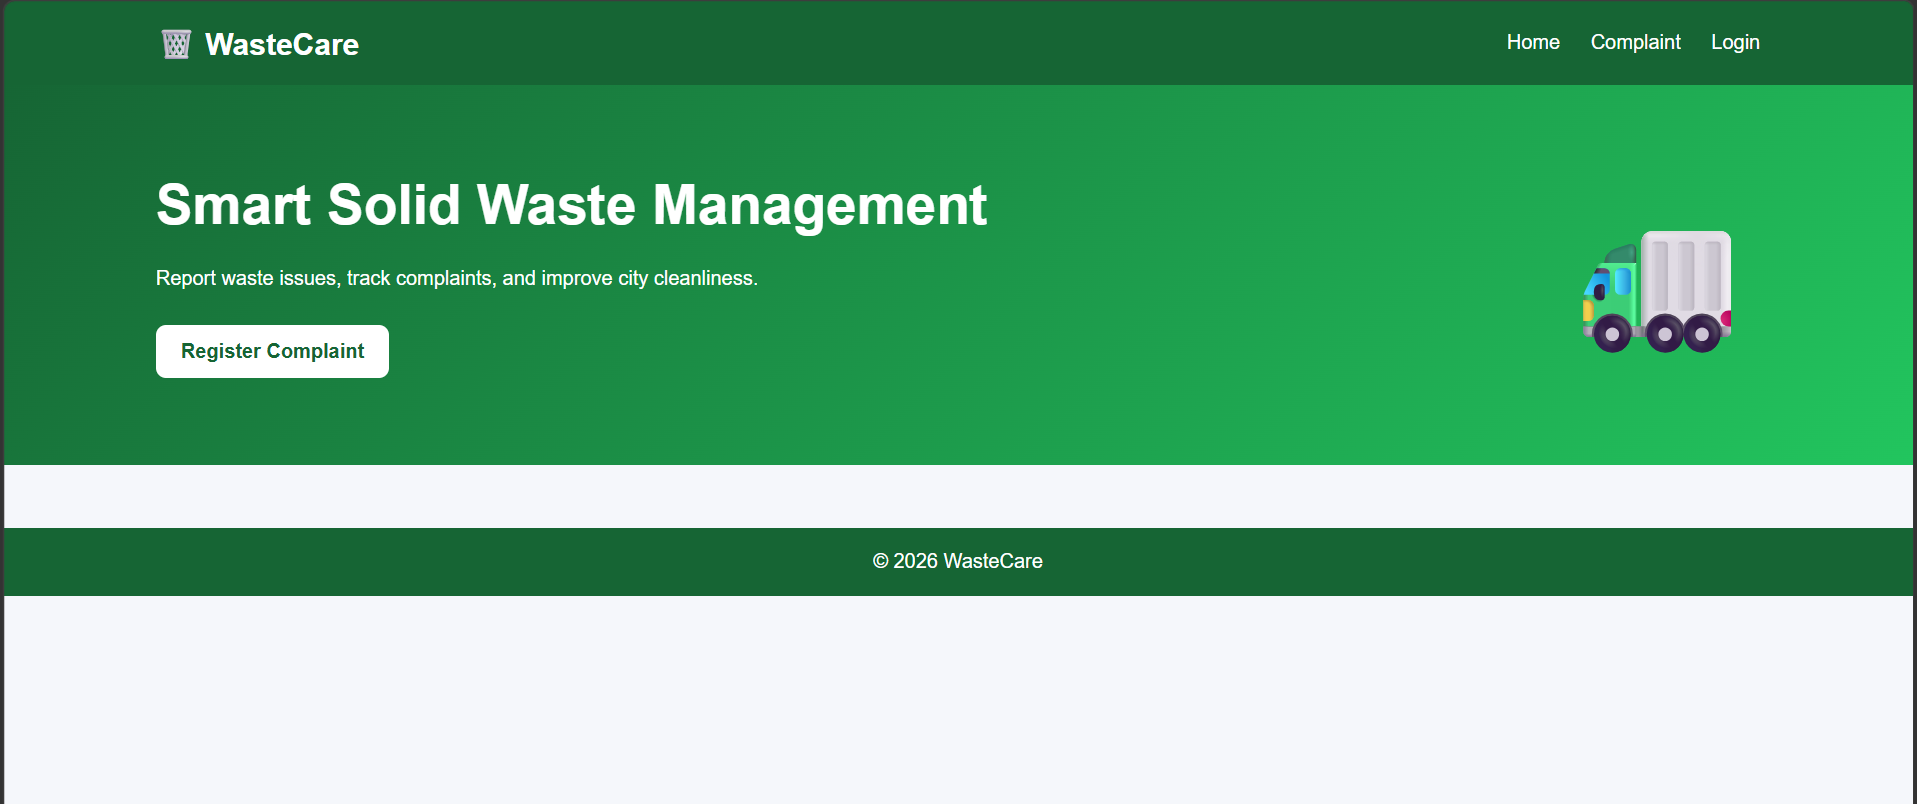 WasteCare
Home Complaint Login
Smart Solid Waste Management
Report waste issues, track complaints, and improve city cleanliness.
Register Complaint
© 2026 WasteCare